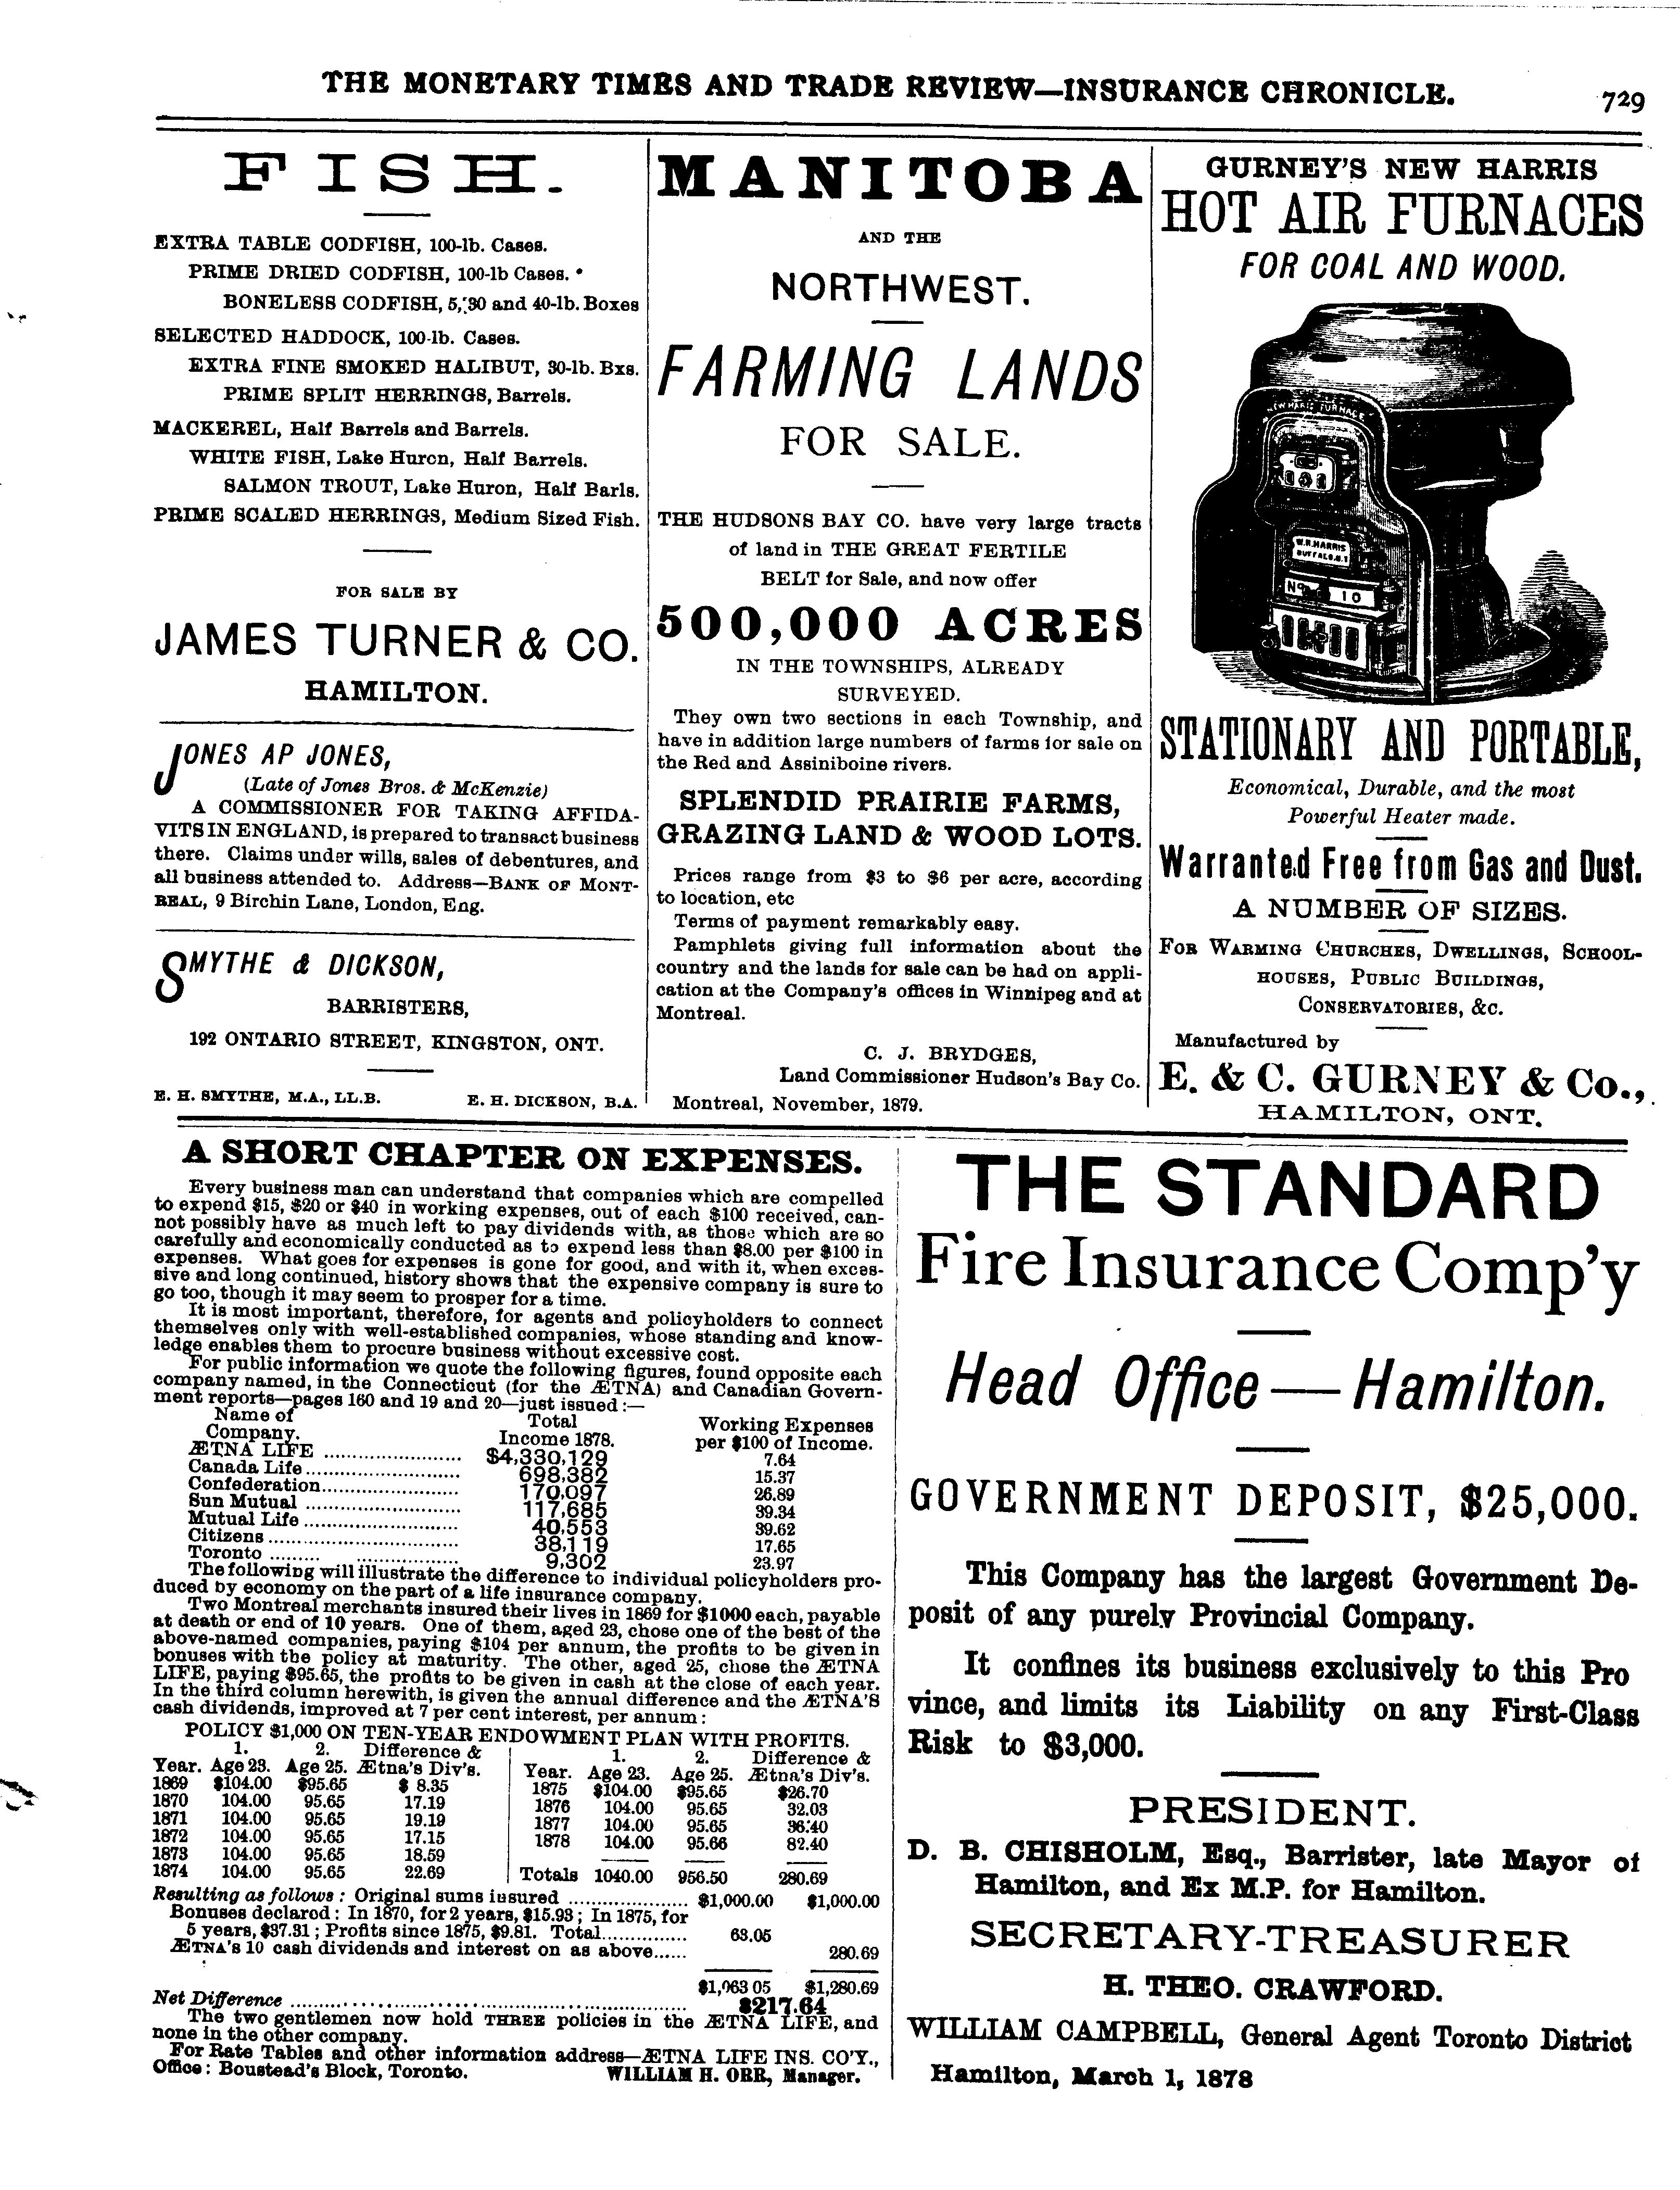 THE MONETARY TIMES AND TRADE REVIEW—INSURANCE CHRONICLE.
729
FISH.
EXTRA TABLE CODFISH, 100-lb. Cases.
PRIME DRIED CODFISH, 100-lb Cases.
BONELESS CODFISH, 5, 30 and 40-lb. Boxes
SELECTED HADDOCK, 100-lb. Cases.
EXTRA FINE SMOKED HALIBUT, 30-lb. Bxs.
PRIME SPLIT HERRINGS, Barrels.
MACKEREL, Half Barrels and Barrels.
WHITE FISH, Lake Huron, Half Barrels.
SALMON TROUT, Lake Huron, Half Barls.
PRIME SCALED HERRINGS, Medium Sized Fish.
FOR SALE BY
JAMES TURNER & CO.
HAMILTON.
JONES AP JONES,
(Late of Jones Bros. & McKenzie)
A COMMISSIONER FOR TAKING AFFIDA-
VITS IN ENGLAND, is prepared to transact business
there. Claims under wills, sales of debentures, and
all business attended to. Address—BANK OF MONT-
REAL, 9 Birchin Lane, London, Eng.
SMYTHE & DICKSON,
BARRISTERS,
192 ONTARIO STREET, KINGSTON, ONT.
E. H. SMYTHE, M.A., LL.B. E. H. DICKSON, B.A.
MANITOBA
AND THE
NORTHWEST.
FARMING LANDS
FOR SALE.
THE HUDSONS BAY CO. have very large tracts
of land in THE GREAT FERTILE
BELT for Sale, and now offer
500,000 ACRES
IN THE TOWNSHIPS, ALREADY
SURVEYED.
They own two sections in each Township, and
have in addition large numbers of farms for sale on
the Red and Assiniboine rivers.
SPLENDID PRAIRIE FARMS,
GRAZING LAND & WOOD LOTS.
Prices range from $3 to $6 per acre, according
to location, etc
Terms of payment remarkably easy.
Pamphlets giving full information about the
country and the lands for sale can be had on appli-
cation at the Company's offices in Winnipeg and at
Montreal.
C. J. BRYDGES,
Land Commissioner Hudson's Bay Co.
Montreal, November, 1879.
GURNEY'S NEW HARRIS
HOT AIR FURNACES
FOR COAL AND WOOD.
NEW HARRIS FURNACE
W.R.HARRIS
BUFFALO.N.Y
No 10
STATIONARY AND PORTABLE,
Economical, Durable, and the most
Powerful Heater made.
Warranted Free from Gas and Dust.
A NUMBER OF SIZES.
FOR WARMING CHURCHES, DWELLINGS, SCHOOL-
HOUSES, PUBLIC BUILDINGS,
CONSERVATORIES, &c.
Manufactured by
E. & C. GURNEY & Co.,
HAMILTON, ONT.
A SHORT CHAPTER ON EXPENSES.
Every business man can understand that companies which are compelled
to expend $15, $20 or $40 in working expenses, out of each $100 received, can-
not possibly have as much left to pay dividends with, as those which are so
carefully and economically conducted as to expend less than $8.00 per $100 in
expenses. What goes for expenses is gone for good, and with it, when exces-
sive and long continued, history shows that the expensive company is sure to
go too, though it may seem to prosper for a time.
It is most important, therefore, for agents and policyholders to connect
themselves only with well-established companies, whose standing and know-
ledge enables them to procure business without excessive cost.
For public information we quote the following figures, found opposite each
company named, in the Connecticut (for the ÆTNA) and Canadian Govern-
ment reports—pages 160 and 19 and 20—just issued:—
Name of Total Working Expenses
Company. Income 1878. per $100 of Income.
ÆTNA LIFE ........................ $4,330,129 7.64
Canada Life........................... 698,382 15.37
Confederation........................ 170,097 26.89
Sun Mutual ........................... 117,685 39.34
Mutual Life ........................... 40,553 39.62
Citizens ................................. 38,119 17.65
Toronto ......... .................. 9,302 23.97
The following will illustrate the difference to individual policyholders pro-
duced by economy on the part of a life insurance company.
Two Montreal merchants insured their lives in 1869 for $1000 each, payable
at death or end of 10 years. One of them, aged 23, chose one of the best of the
above-named companies, paying $104 per annum, the profits to be given in
bonuses with the policy at maturity. The other, aged 25, chose the ÆTNA
LIFE, paying $95.65, the profits to be given in cash at the close of each year.
In the third column herewith, is given the annual difference and the ÆTNA'S
cash dividends, improved at 7 per cent interest, per annum:
POLICY $1,000 ON TEN-YEAR ENDOWMENT PLAN WITH PROFITS.
1. 2. Difference &
Year. Age 23. Age 25. Ætna's Div's.
1869 $104.00 $95.65 $ 8.35
1870 104.00 95.65 17.19
1871 104.00 95.65 19.19
1872 104.00 95.65 17.15
1873 104.00 95.65 18.59
1874 104.00 95.65 22.69
1. 2. Difference &
Year. Age 23. Age 25. Ætna's Div's.
1875 $104.00 $95.65 $26.70
1876 104.00 95.65 32.03
1877 104.00 95.65 36.40
1878 104.00 95.66 82.40
Totals 1040.00 956.50 280.69
Resulting as follows: Original sums insured .................. $1,000.00 $1,000.00
Bonuses declared: In 1870, for 2 years, $15.93; In 1875, for
5 years, $37.31; Profits since 1875, $9.81. Total............... 63.05
ÆTNA'S 10 cash dividends and interest on as above...... 280.69
$1,063 05 $1,280.69
Net Difference ........................................ $217.64
The two gentlemen now hold THREE policies in the ÆTNA LIFE, and
none in the other company.
For Rate Tables and other information address—ÆTNA LIFE INS. CO'Y.,
Office: Boustead's Block, Toronto. WILLIAM H. ORR, Manager.
THE STANDARD
Fire Insurance Comp'y
Head Office—Hamilton.
GOVERNMENT DEPOSIT, $25,000.
This Company has the largest Government De-
posit of any purely Provincial Company.
It confines its business exclusively to this Pro
vince, and limits its Liability on any First-Class
Risk to $3,000.
PRESIDENT.
D. B. CHISHOLM, Esq., Barrister, late Mayor of
Hamilton, and Ex M.P. for Hamilton.
SECRETARY-TREASURER
H. THEO. CRAWFORD.
WILLIAM CAMPBELL, General Agent Toronto District
Hamilton, March 1, 1878